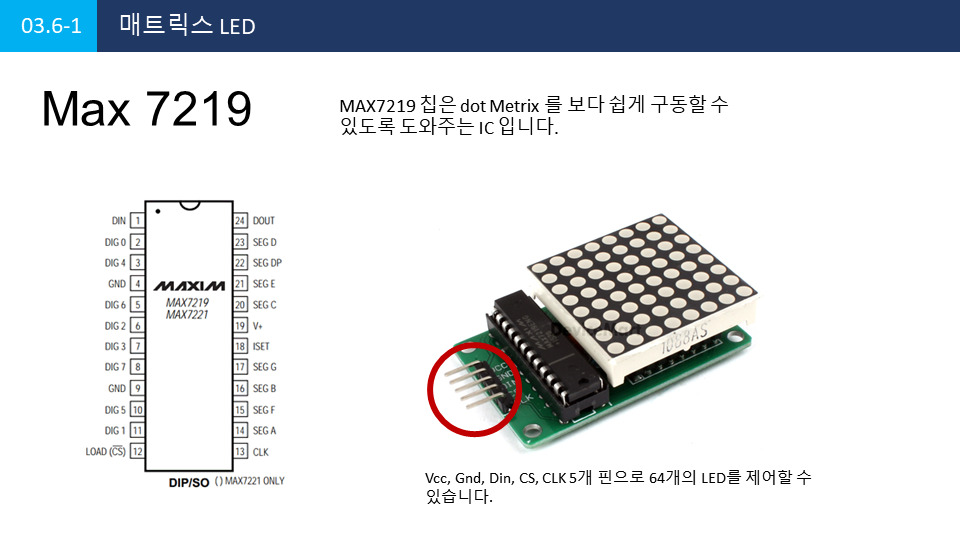 03.6-1
매트릭스 LED
Max 7219
MAX7219 칩은 dot Metrix 를 보다 쉽게 구동할 수
있도록 도와주는 IC 입니다.
DIN 1 24 DOUT
DIG 0 2 23 SEG D
DIG 4 3 22 SEG DP
GND 4 21 SEG E
DIG 6 5 20 SEG C
DIG 2 6 19 V+
DIG 3 7 18 ISET
DIG 7 8 17 SEG G
GND 9 16 SEG B
DIG 5 10 15 SEG F
DIG 1 11 14 SEG A
LOAD (CS) 12 13 CLK
MAXIM
MAX7219
MAX7221
DIP/SO ( ) MAX7221 ONLY
1088AS
VCC
GND
Vcc, Gnd, Din, CS, CLK 5개 핀으로 64개의 LED를 제어할 수
있습니다.